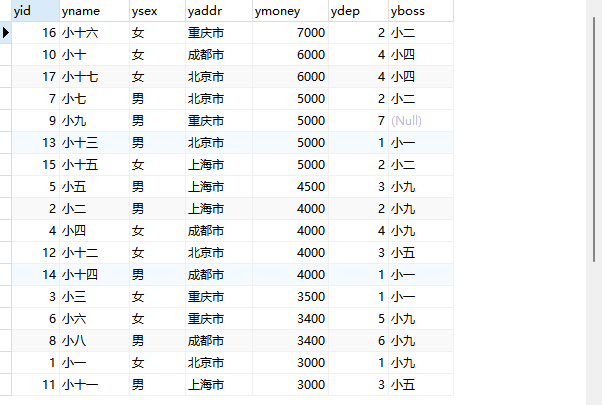 yid yname ysex yaddr ymoney ydep yboss
16 小十六 女 重庆市 7000 2 小二
10 小十 女 成都市 6000 4 小四
17 小十七 女 北京市 6000 4 小四
7 小七 男 北京市 5000 2 小二
9 小九 男 重庆市 5000 7 (Null)
13 小十三 男 北京市 5000 1 小一
15 小十五 女 上海市 5000 2 小二
5 小五 男 上海市 4500 3 小九
2 小二 男 上海市 4000 2 小九
4 小四 女 成都市 4000 4 小九
12 小十二 女 北京市 4000 3 小五
14 小十四 男 成都市 4000 1 小一
3 小三 女 重庆市 3500 1 小一
6 小六 女 重庆市 3400 5 小九
8 小八 男 成都市 3400 6 小九
1 小一 女 北京市 3000 1 小九
11 小十一 男 上海市 3000 3 小五